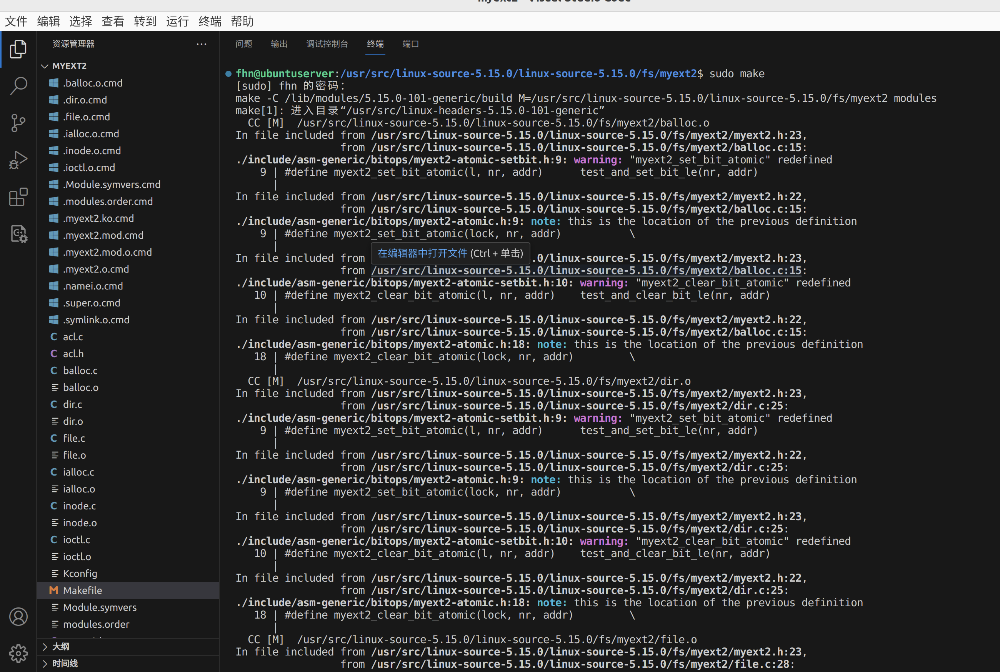 myext2 - Visual Studio Code
文件 编辑 选择 查看 转到 运行 终端 帮助
资源管理器 ···
MYEXT2
.balloc.o.cmd
.dir.o.cmd
.file.o.cmd
.ialloc.o.cmd
.inode.o.cmd
.ioctl.o.cmd
.Module.symvers.cmd
.modules.order.cmd
.myext2.ko.cmd
.myext2.mod.cmd
.myext2.mod.o.cmd
.myext2.o.cmd
.namei.o.cmd
.super.o.cmd
.symlink.o.cmd
acl.c
acl.h
balloc.c
balloc.o
dir.c
dir.o
file.c
file.o
ialloc.c
ialloc.o
inode.c
inode.o
ioctl.c
ioctl.o
Kconfig
Makefile
Module.symvers
modules.order
大纲
时间线
问题 输出 调试控制台 终端 端口
fhn@ubuntuserver:/usr/src/linux-source-5.15.0/linux-source-5.15.0/fs/myext2$ sudo make
[sudo] fhn 的密码：
make -C /lib/modules/5.15.0-101-generic/build M=/usr/src/linux-source-5.15.0/linux-source-5.15.0/fs/myext2 modules
make[1]: 进入目录“/usr/src/linux-headers-5.15.0-101-generic”
  CC [M]  /usr/src/linux-source-5.15.0/linux-source-5.15.0/fs/myext2/balloc.o
In file included from /usr/src/linux-source-5.15.0/linux-source-5.15.0/fs/myext2/myext2.h:23,
                 from /usr/src/linux-source-5.15.0/linux-source-5.15.0/fs/myext2/balloc.c:15:
./include/asm-generic/bitops/myext2-atomic-setbit.h:9: warning: "myext2_set_bit_atomic" redefined
    9 | #define myext2_set_bit_atomic(l, nr, addr)      test_and_set_bit_le(nr, addr)
      |
In file included from /usr/src/linux-source-5.15.0/linux-source-5.15.0/fs/myext2/myext2.h:22,
                 from /usr/src/linux-source-5.15.0/linux-source-5.15.0/fs/myext2/balloc.c:15:
./include/asm-generic/bitops/myext2-atomic.h:9: note: this is the location of the previous definition
    9 | #define myext2_set_bit_atomic(lock, nr, addr)           \
      |
在编辑器中打开文件 (Ctrl + 单击)
In file included from .0/linux-source-5.15.0/fs/myext2/myext2.h:23,
                 from /usr/src/linux-source-5.15.0/linux-source-5.15.0/fs/myext2/balloc.c:15:
./include/asm-generic/bitops/myext2-atomic-setbit.h:10: warning: "myext2_clear_bit_atomic" redefined
   10 | #define myext2_clear_bit_atomic(l, nr, addr)    test_and_clear_bit_le(nr, addr)
      |
In file included from /usr/src/linux-source-5.15.0/linux-source-5.15.0/fs/myext2/myext2.h:22,
                 from /usr/src/linux-source-5.15.0/linux-source-5.15.0/fs/myext2/balloc.c:15:
./include/asm-generic/bitops/myext2-atomic.h:18: note: this is the location of the previous definition
   18 | #define myext2_clear_bit_atomic(lock, nr, addr)         \
      |
  CC [M]  /usr/src/linux-source-5.15.0/linux-source-5.15.0/fs/myext2/dir.o
In file included from /usr/src/linux-source-5.15.0/linux-source-5.15.0/fs/myext2/myext2.h:23,
                 from /usr/src/linux-source-5.15.0/linux-source-5.15.0/fs/myext2/dir.c:25:
./include/asm-generic/bitops/myext2-atomic-setbit.h:9: warning: "myext2_set_bit_atomic" redefined
    9 | #define myext2_set_bit_atomic(l, nr, addr)      test_and_set_bit_le(nr, addr)
      |
In file included from /usr/src/linux-source-5.15.0/linux-source-5.15.0/fs/myext2/myext2.h:22,
                 from /usr/src/linux-source-5.15.0/linux-source-5.15.0/fs/myext2/dir.c:25:
./include/asm-generic/bitops/myext2-atomic.h:9: note: this is the location of the previous definition
    9 | #define myext2_set_bit_atomic(lock, nr, addr)           \
      |
In file included from /usr/src/linux-source-5.15.0/linux-source-5.15.0/fs/myext2/myext2.h:23,
                 from /usr/src/linux-source-5.15.0/linux-source-5.15.0/fs/myext2/dir.c:25:
./include/asm-generic/bitops/myext2-atomic-setbit.h:10: warning: "myext2_clear_bit_atomic" redefined
   10 | #define myext2_clear_bit_atomic(l, nr, addr)    test_and_clear_bit_le(nr, addr)
      |
In file included from /usr/src/linux-source-5.15.0/linux-source-5.15.0/fs/myext2/myext2.h:22,
                 from /usr/src/linux-source-5.15.0/linux-source-5.15.0/fs/myext2/dir.c:25:
./include/asm-generic/bitops/myext2-atomic.h:18: note: this is the location of the previous definition
   18 | #define myext2_clear_bit_atomic(lock, nr, addr)         \
      |
  CC [M]  /usr/src/linux-source-5.15.0/linux-source-5.15.0/fs/myext2/file.o
In file included from /usr/src/linux-source-5.15.0/linux-source-5.15.0/fs/myext2/myext2.h:23,
                 from /usr/src/linux-source-5.15.0/linux-source-5.15.0/fs/myext2/file.c:28: